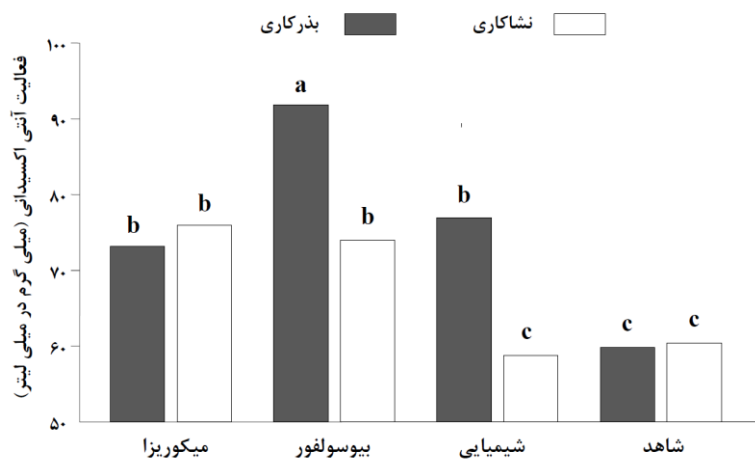 نشاکاری بذرکاری
فعالیت آنتی اکسیدانی (میلی گرم در میلی لیتر)
۱۰۰
۹۰
۸۰
۷۰
۶۰
۵۰
b b a b b c c c
میکوریزا بیوسولفور شیمیایی شاهد